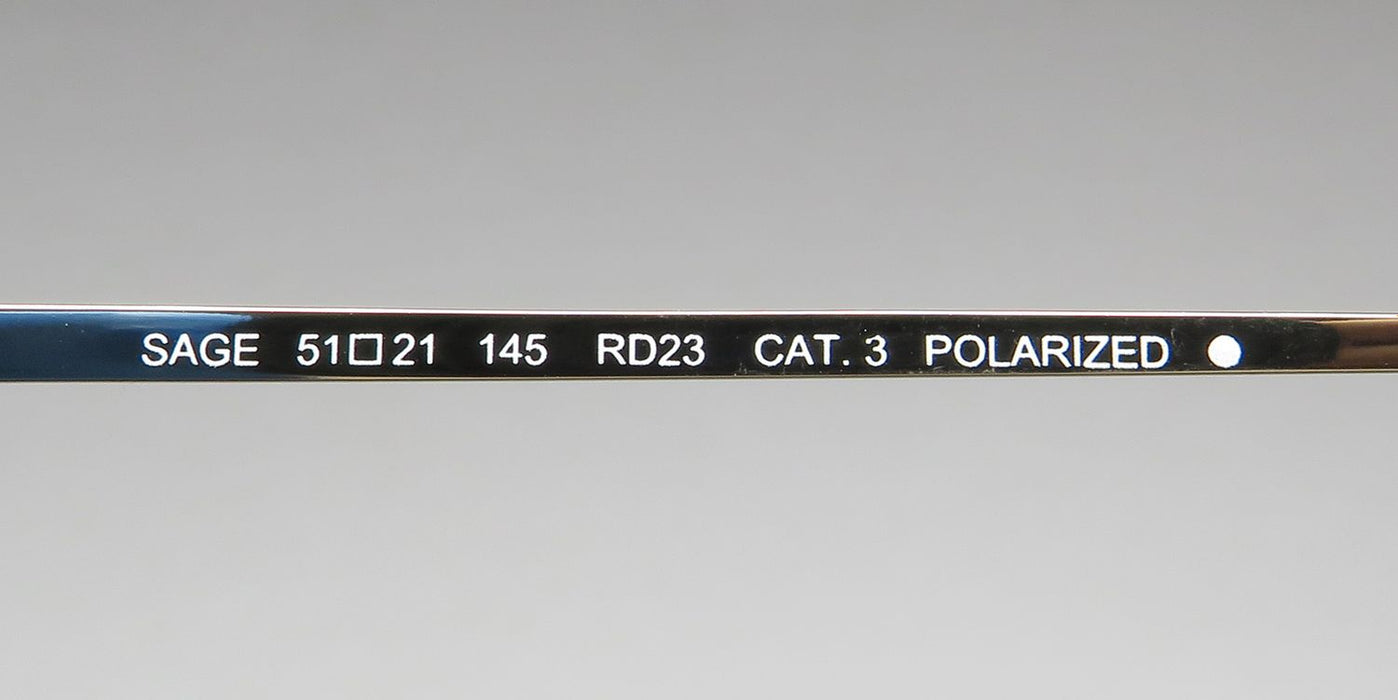 SAGE 51□21 145 RD23 CAT. 3 POLARIZED